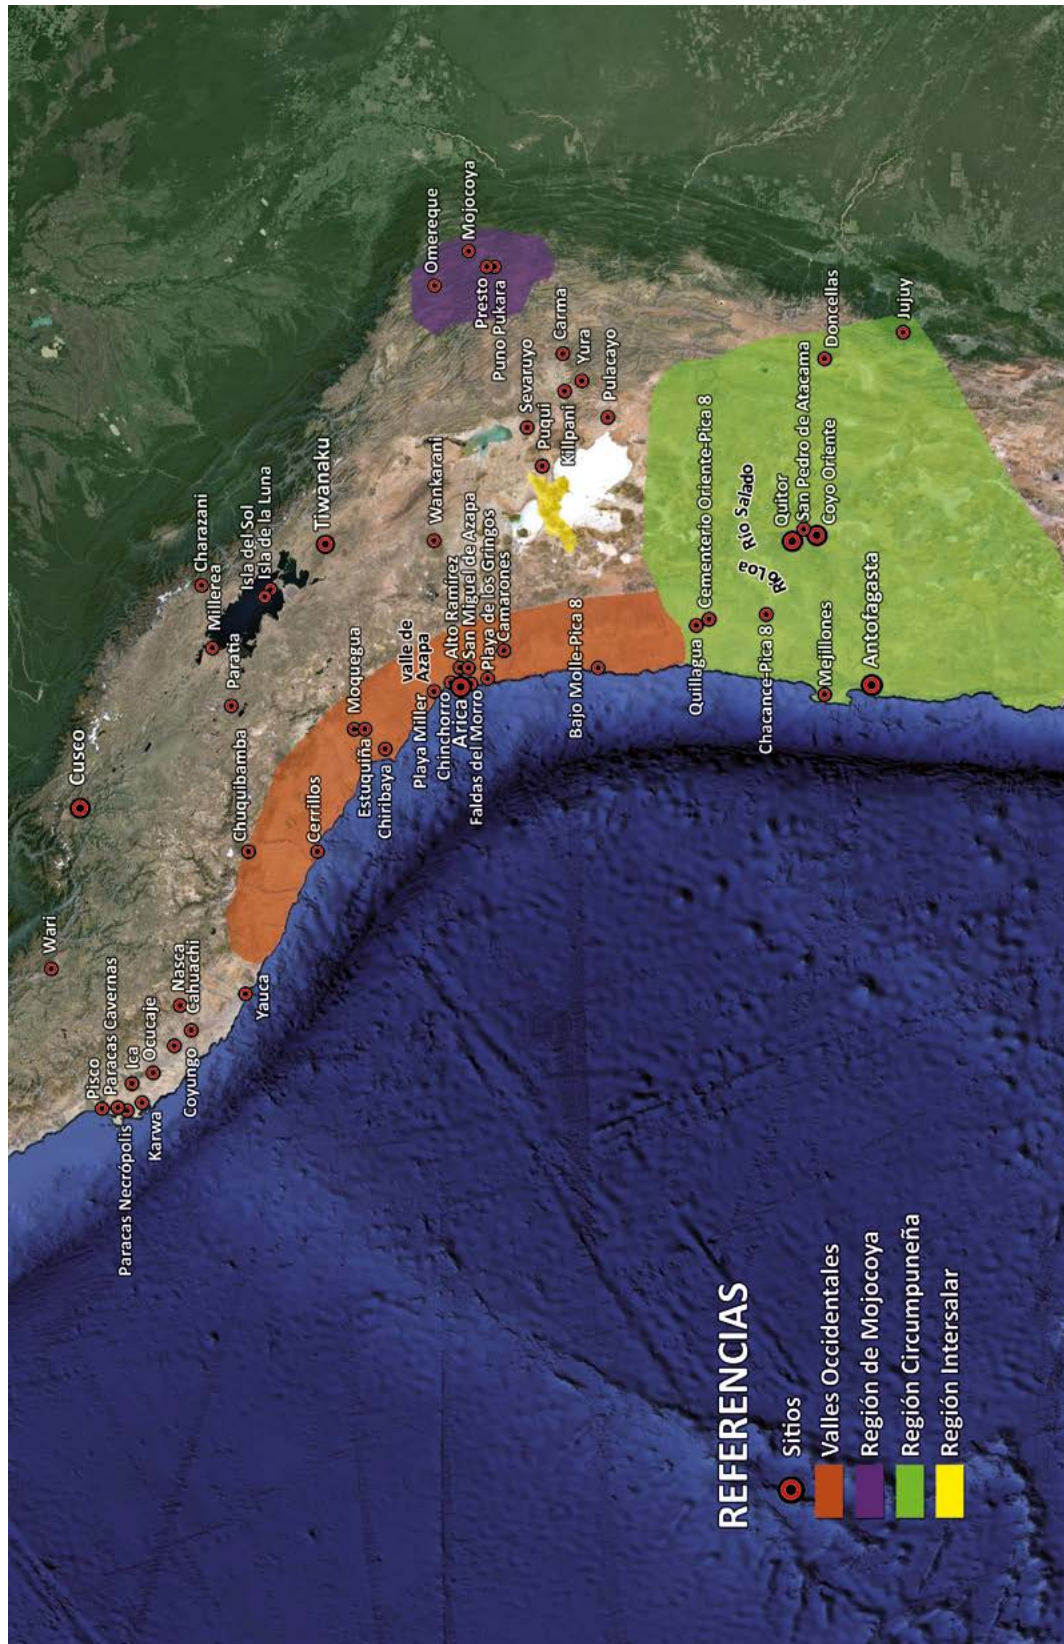 Wari
Cusco
Pisco
Paracas Cavernas
Ica
Ocucaje
Nasca
Cahuachi
Paracas Necrópolis
Karwa
Coyungo
Yauca
Chuquibamba
Cerrillos
Paratia
Millerea
Charazani
Isla del Sol
Isla de la Luna
Tiwanaku
Moquegua
Estuquiña
Chiribaya
valle de
Azapa
Playa Miller
Chinchorro
Arica
Faldas del Morro
Alto Ramírez
San Miguel de Azapa
Playa de los Gringos
Camarones
Wankarani
Omereque
Mojocoya
Presto
Puno Pukara
Sevaruyo
Puqui
Carma
Killpani
Yura
Pulacayo
Bajo Molle-Pica 8
Quillagua
Cementerio Oriente-Pica 8
Río Salado
Río Loa
Chacance-Pica 8
Quitor
San Pedro de Atacama
Coyo Oriente
Mejillones
Antofagasta
Doncellas
Jujuy
REFERENCIAS
Sitios
Valles Occidentales
Región de Mojocoya
Región Circumpuneña
Región Intersalar